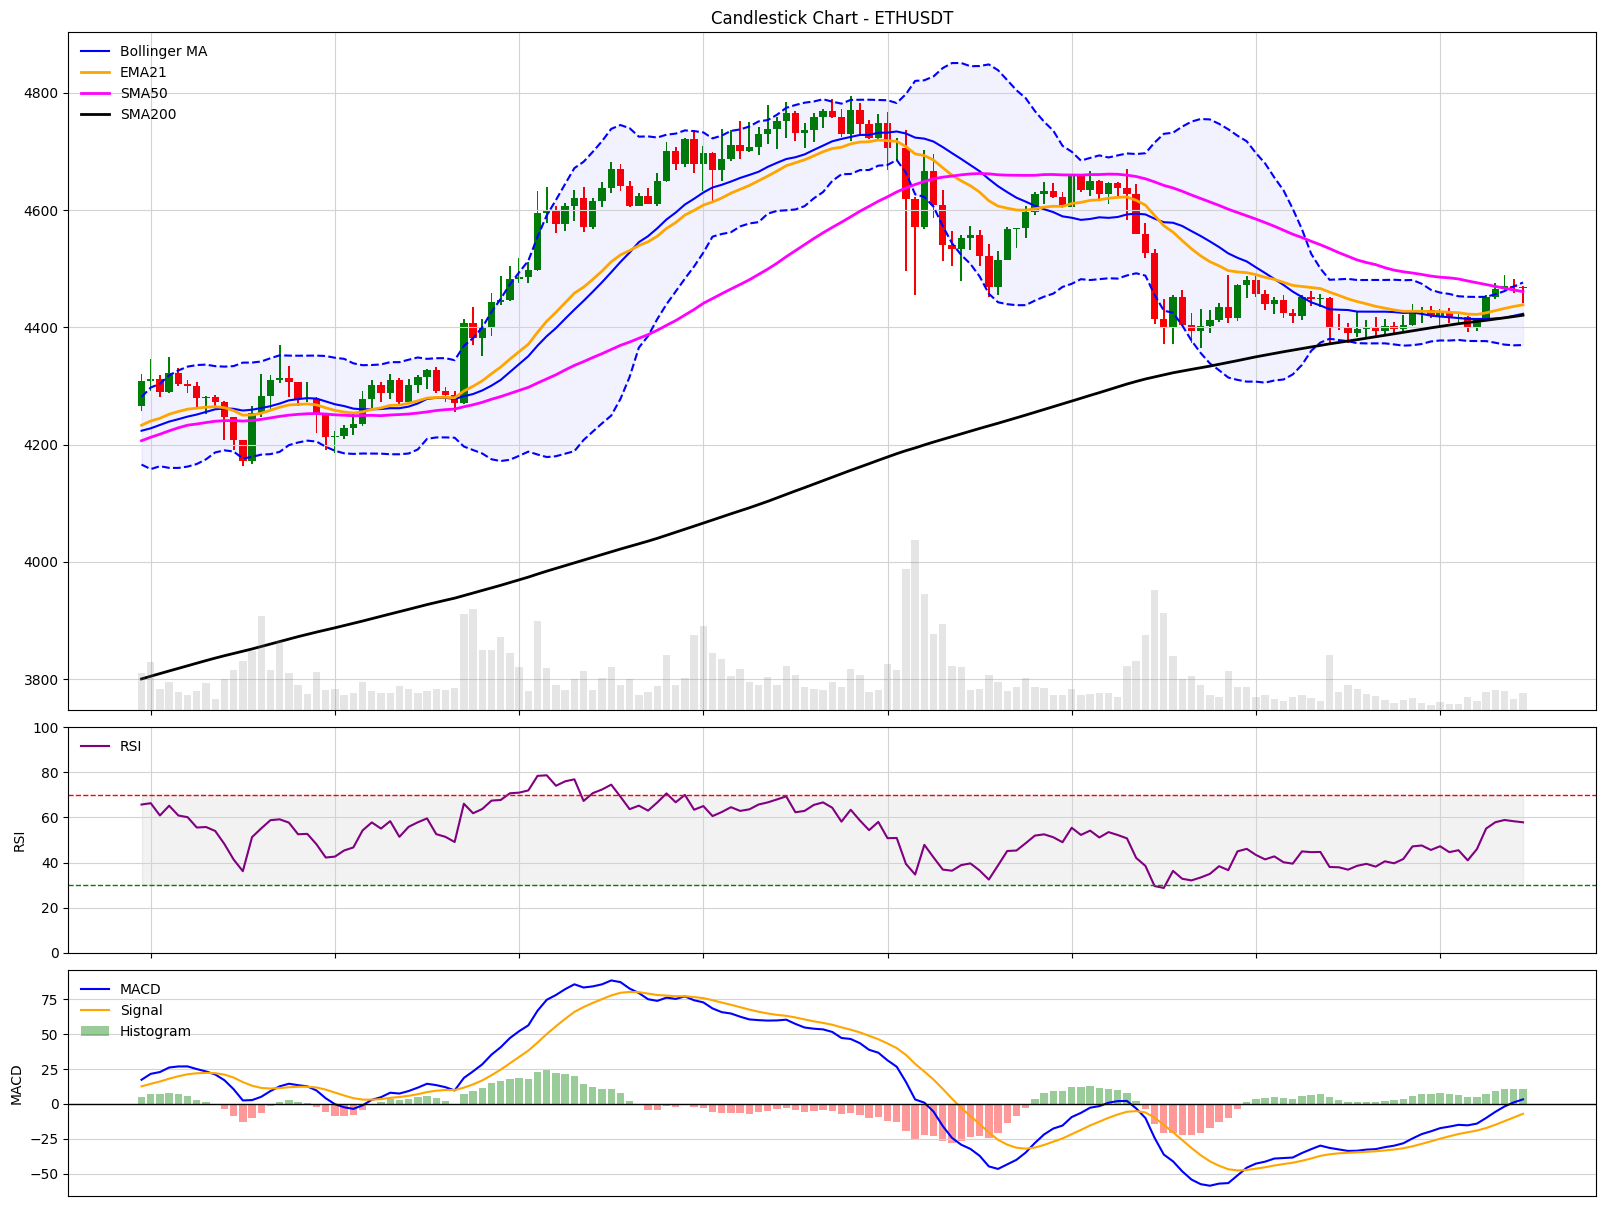 Candlestick Chart - ETHUSDT
Bollinger MA
EMA21
SMA50
SMA200
4800
4600
4400
4200
4000
3800
RSI
RSI
100
80
60
40
20
0
MACD
Signal
Histogram
MACD
75
50
25
0
−25
−50